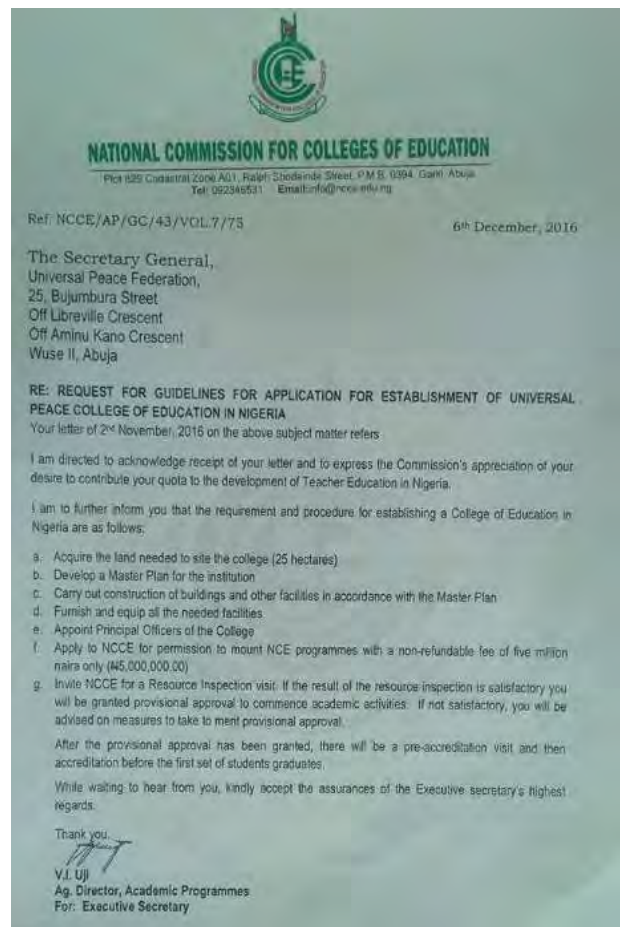 NATIONAL COMMISSION FOR COLLEGES OF EDUCATION
Plot 829 Cadastral Zone A01, Ralph Shodeinde Street, P.M.B. 0394, Garki, Abuja
Tel: 092346531 Email:info@ncce.edu.ng
Ref: NCCE/AP/GC/43/VOL.7/73
6th December, 2016
The Secretary General,
Universal Peace Federation,
25, Bujumbura Street
Off Libreville Crescent
Off Aminu Kano Crescent
Wuse II, Abuja
RE: REQUEST FOR GUIDELINES FOR APPLICATION FOR ESTABLISHMENT OF UNIVERSAL
PEACE COLLEGE OF EDUCATION IN NIGERIA
Your letter of 2nd November, 2016 on the above subject matter refers
I am directed to acknowledge receipt of your letter and to express the Commission's appreciation of your
desire to contribute your quota to the development of Teacher Education in Nigeria.
I am to further inform you that the requirement and procedure for establishing a College of Education in
Nigeria are as follows:
a. Acquire the land needed to site the college (25 hectares)
b. Develop a Master Plan for the institution
c. Carry out construction of buildings and other facilities in accordance with the Master Plan
d. Furnish and equip all the needed facilities
e. Appoint Principal Officers of the College
f. Apply to NCCE for permission to mount NCE programmes with a non-refundable fee of five million
naira only (₦5,000,000.00)
g. Invite NCCE for a Resource Inspection visit. If the result of the resource inspection is satisfactory you
will be granted provisional approval to commence academic activities. If not satisfactory, you will be
advised on measures to take to merit provisional approval.
After the provisional approval has been granted, there will be a pre-accreditation visit and then
accreditation before the first set of students graduates.
While waiting to hear from you, kindly accept the assurances of the Executive secretary's highest
regards.
Thank you.
V.I. Uji
Ag. Director, Academic Programmes
For: Executive Secretary